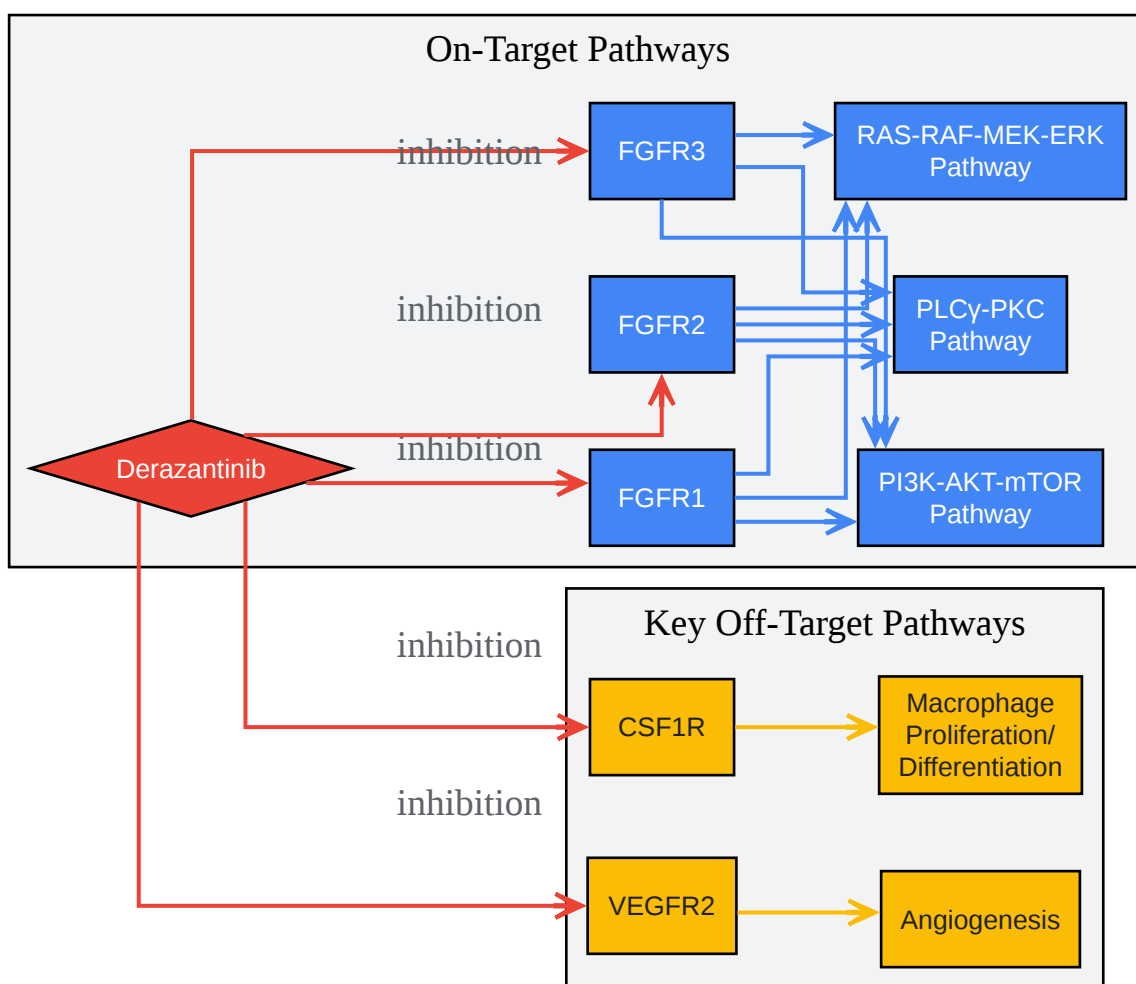 On-Target Pathways
inhibition
FGFR3
RAS-RAF-MEK-ERK
Pathway
inhibition
FGFR2
PLCγ-PKC
Pathway
inhibition
Derazantinib
FGFR1
PI3K-AKT-mTOR
Pathway
Key Off-Target Pathways
inhibition
CSF1R
Macrophage
Proliferation/
Differentiation
inhibition
VEGFR2
Angiogenesis